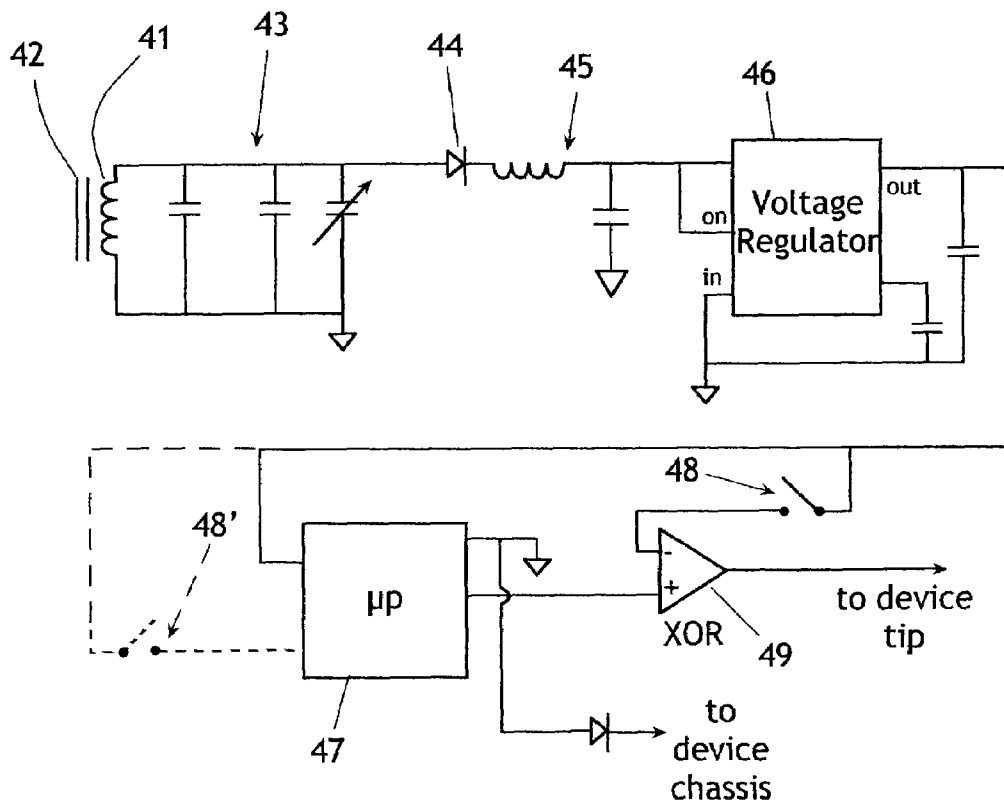 42
41
43
44
45
46
on
in
Voltage
Regulator
out
48'
μp
47
48
-
+
XOR
49
to device
tip
to
device
chassis